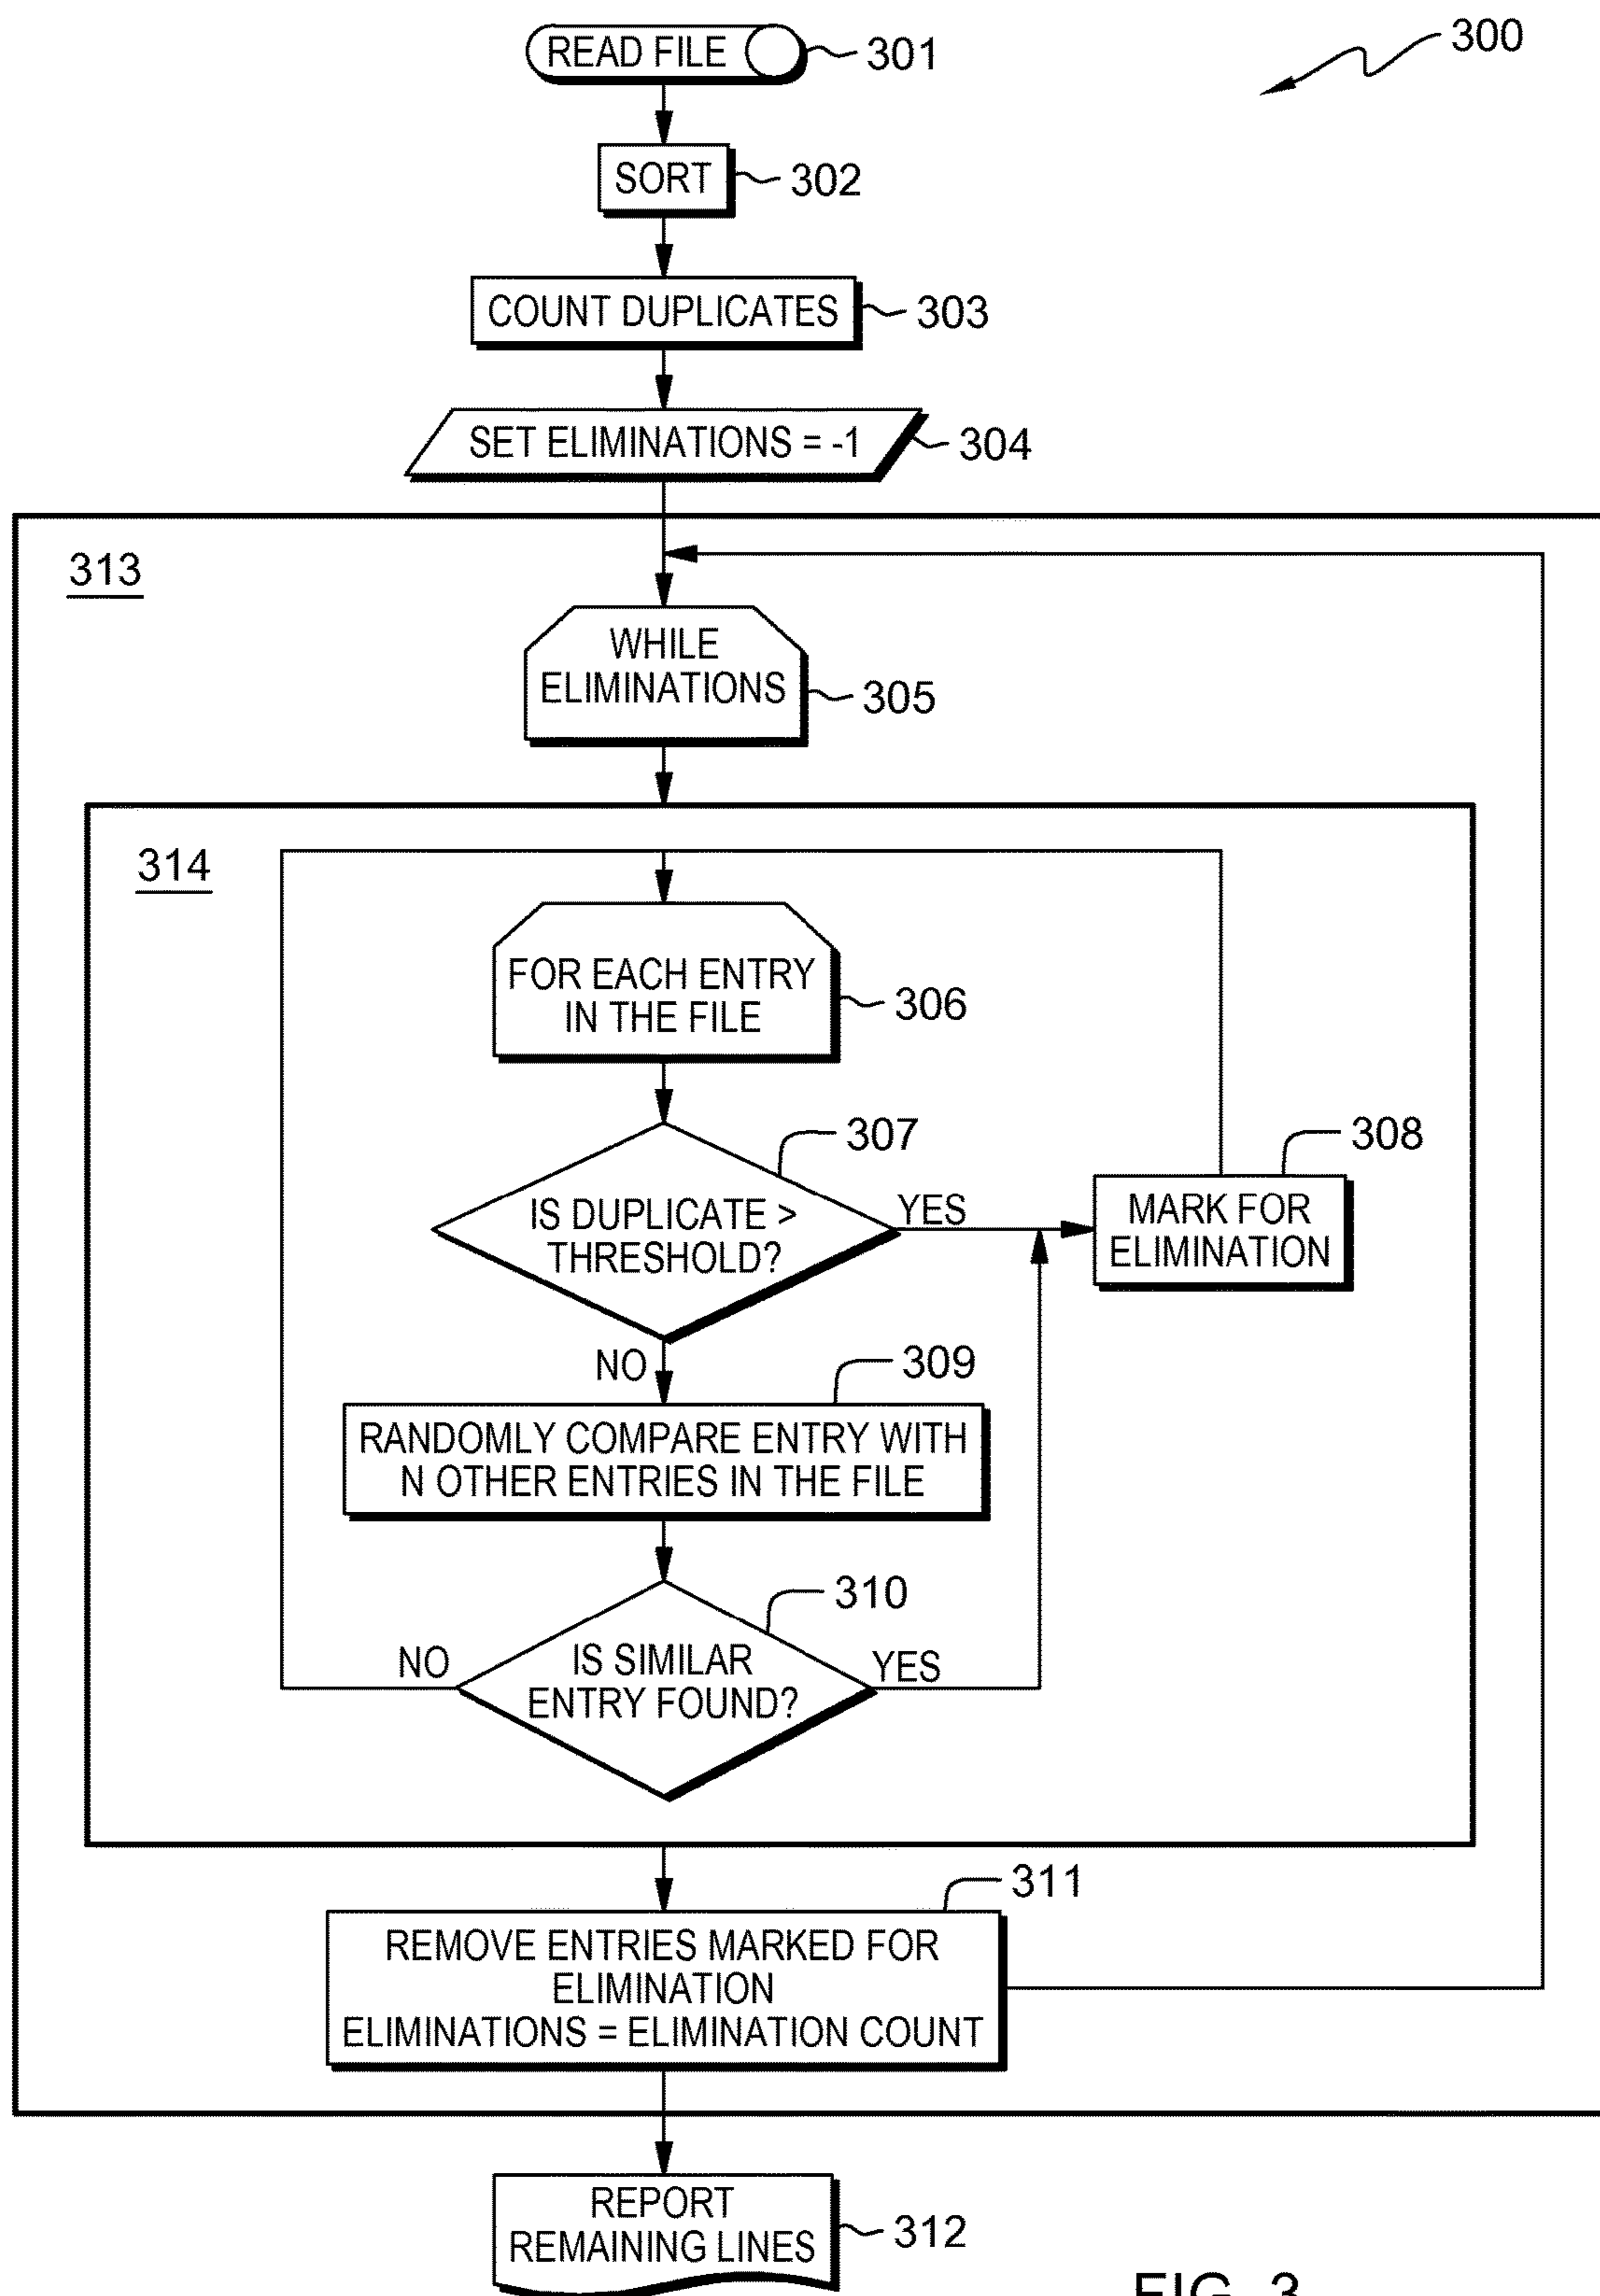 READ FILE
301
300
SORT
302
COUNT DUPLICATES
303
SET ELIMINATIONS = -1
304
313
WHILE
ELIMINATIONS
305
314
FOR EACH ENTRY
IN THE FILE
306
307
308
IS DUPLICATE >
THRESHOLD?
YES
MARK FOR
ELIMINATION
NO
309
RANDOMLY COMPARE ENTRY WITH
N OTHER ENTRIES IN THE FILE
310
NO
IS SIMILAR
ENTRY FOUND?
YES
311
REMOVE ENTRIES MARKED FOR
ELIMINATION
ELIMINATIONS = ELIMINATION COUNT
REPORT
REMAINING LINES
312
FIG. 3